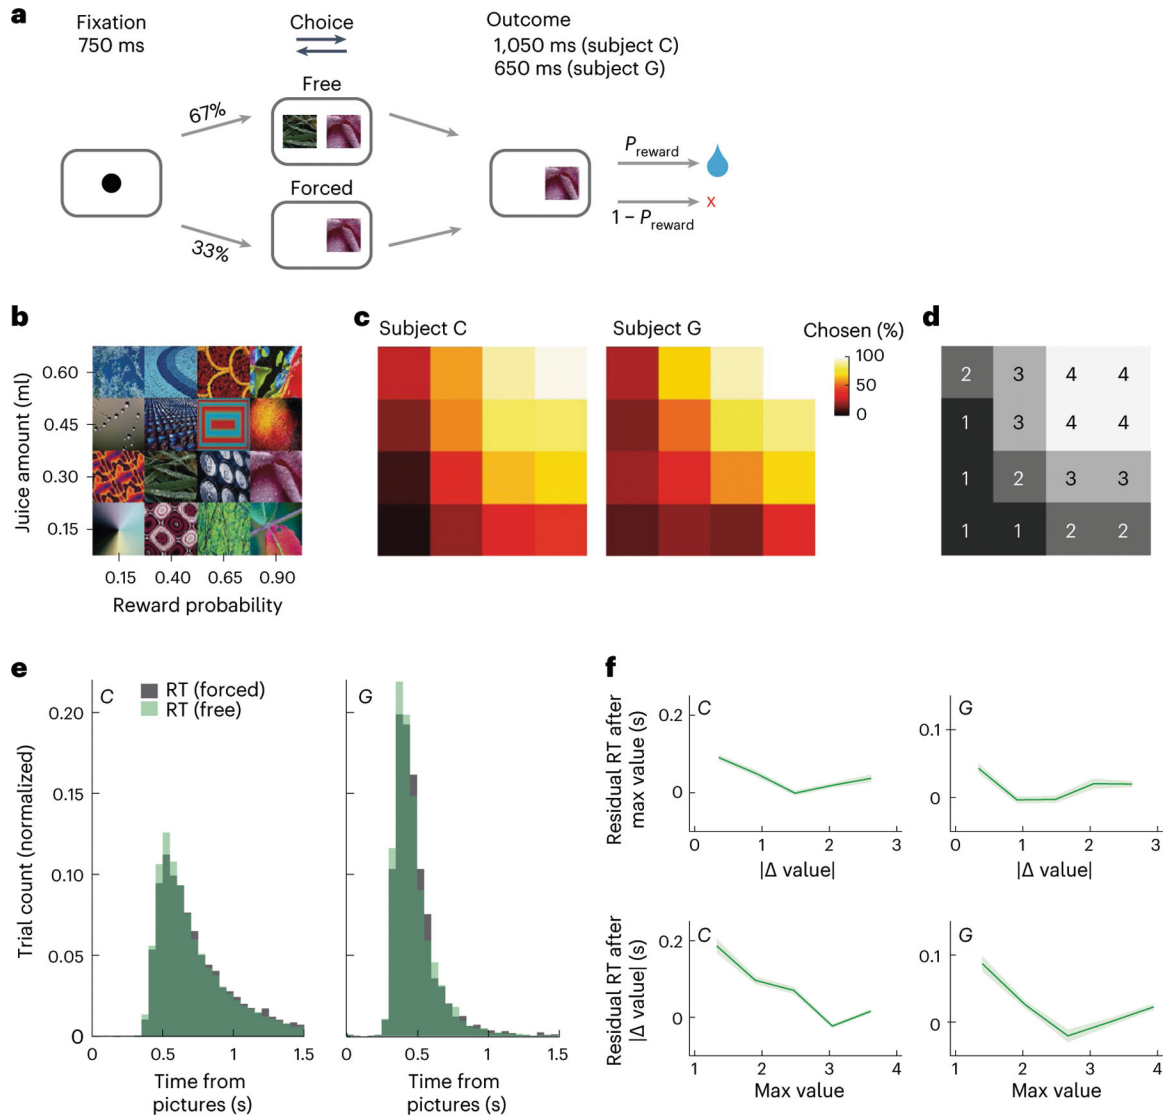 a
Fixation
750 ms
Choice
Outcome
1,050 ms (subject C)
650 ms (subject G)
Free
67%
Forced
33%
Preward
1 – Preward
x
b
Juice amount (ml)
0.60
0.45
0.30
0.15
0.15 0.40 0.65 0.90
Reward probability
c
Subject C
Subject G
Chosen (%)
100
50
0
d
2 3 4 4
1 3 4 4
1 2 3 3
1 1 2 2
e
C
RT (forced)
RT (free)
G
Trial count (normalized)
0.20
0.15
0.10
0.05
0
0 0.5 1 1.5
Time from
pictures (s)
0.5 1 1.5
Time from
pictures (s)
f
Residual RT after
max value (s)
C
0.2
0
0 1 2 3
|Δ value|
G
0.1
0
0 1 2 3
|Δ value|
Residual RT after
|Δ value| (s)
C
0.2
0
1 2 3 4
Max value
G
0.1
0
1 2 3 4
Max value